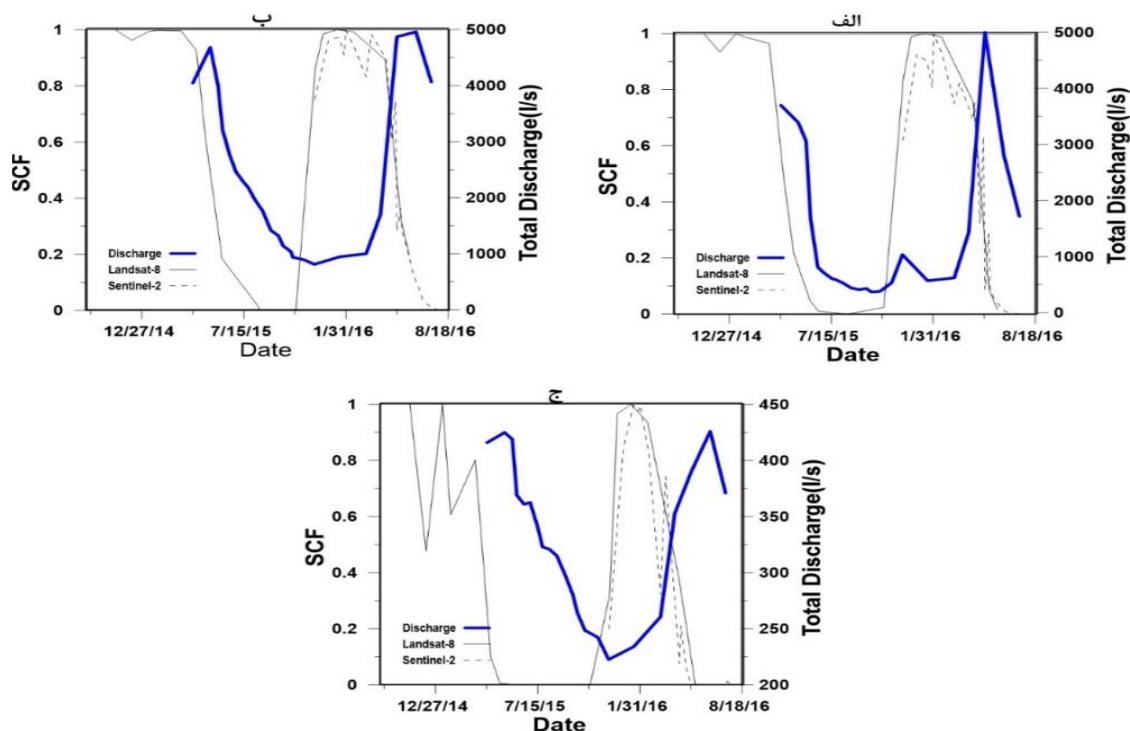 ب
1
0.8
0.6
0.4
0.2
0
SCF
5000
4000
3000
2000
1000
0
Total Discharge(l/s)
Discharge
Landsat-8
Sentinel-2
12/27/14 7/15/15 1/31/16 8/18/16
Date
الف
1
0.8
0.6
0.4
0.2
0
SCF
5000
4000
3000
2000
1000
0
Total Discharge(l/s)
Discharge
Landsat-8
Sentinel-2
12/27/14 7/15/15 1/31/16 8/18/16
Date
ج
1
0.8
0.6
0.4
0.2
0
SCF
450
400
350
300
250
200
Total Discharge(l/s)
Discharge
Landsat-8
Sentinel-2
12/27/14 7/15/15 1/31/16 8/18/16
Date